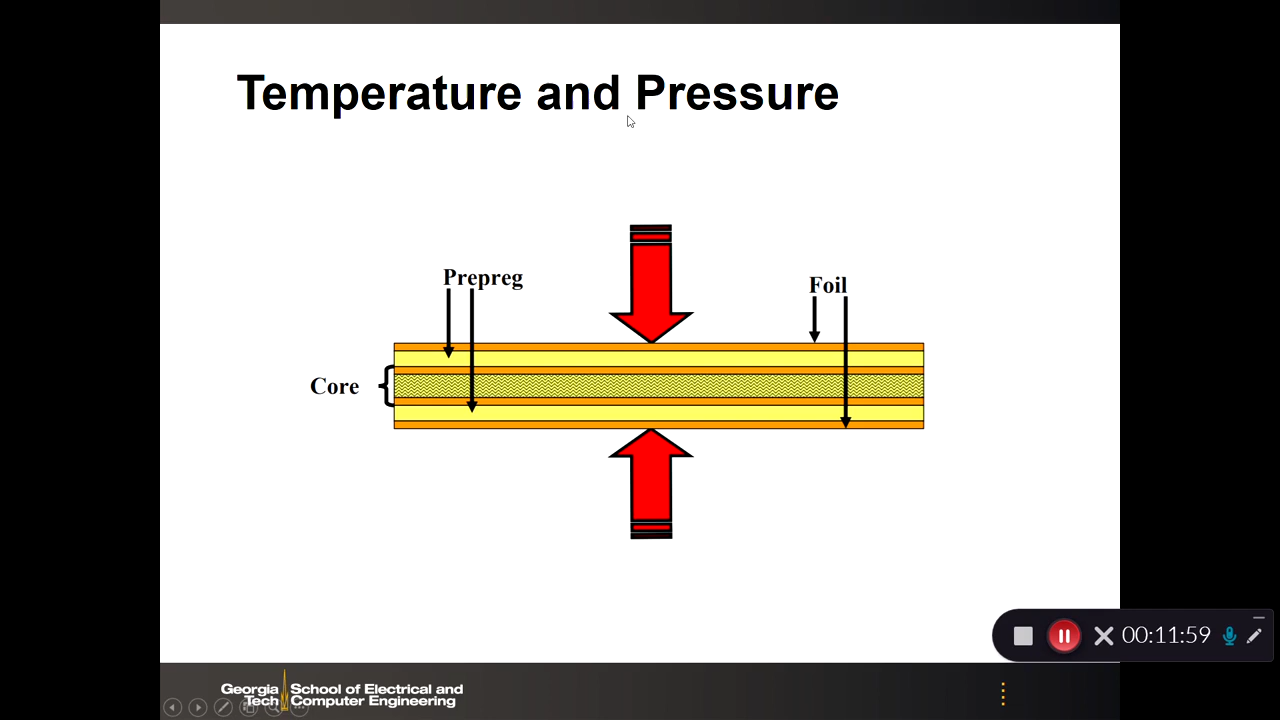 Temperature and Pressure
Prepreg
Foil
Core
00:11:59
Georgia Tech
School of Electrical and
Computer Engineering